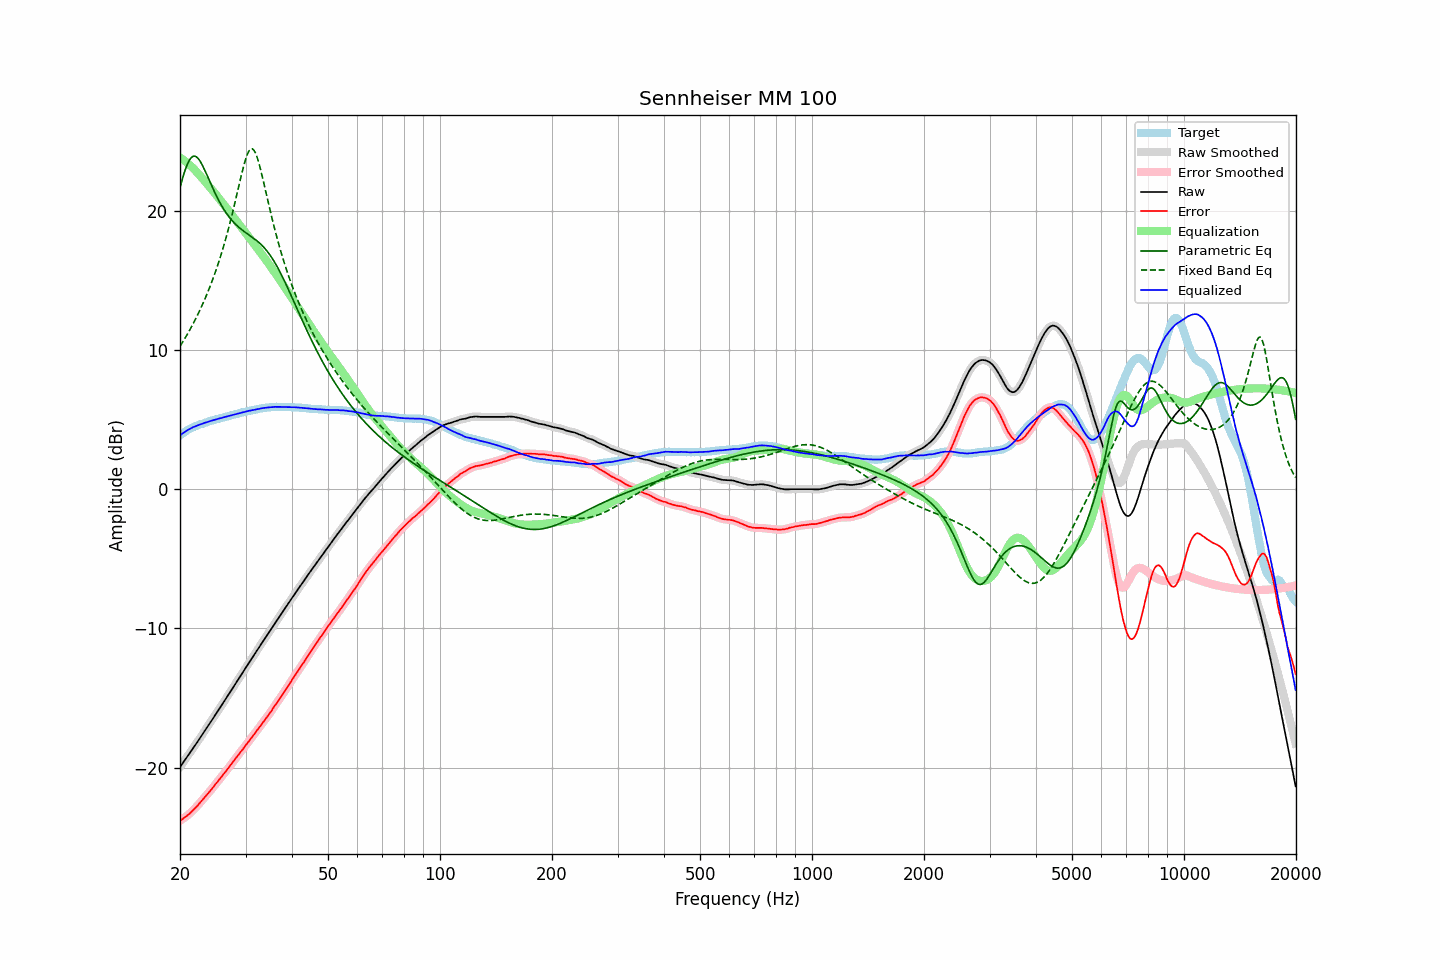 Sennheiser MM 100
Amplitude (dBr)
20
10
0
−10
−20
Target
Raw Smoothed
Error Smoothed
Raw
Error
Equalization
Parametric Eq
Fixed Band Eq
Equalized
20 50 100 200 500 1000 2000 5000 10000 20000
Frequency (Hz)